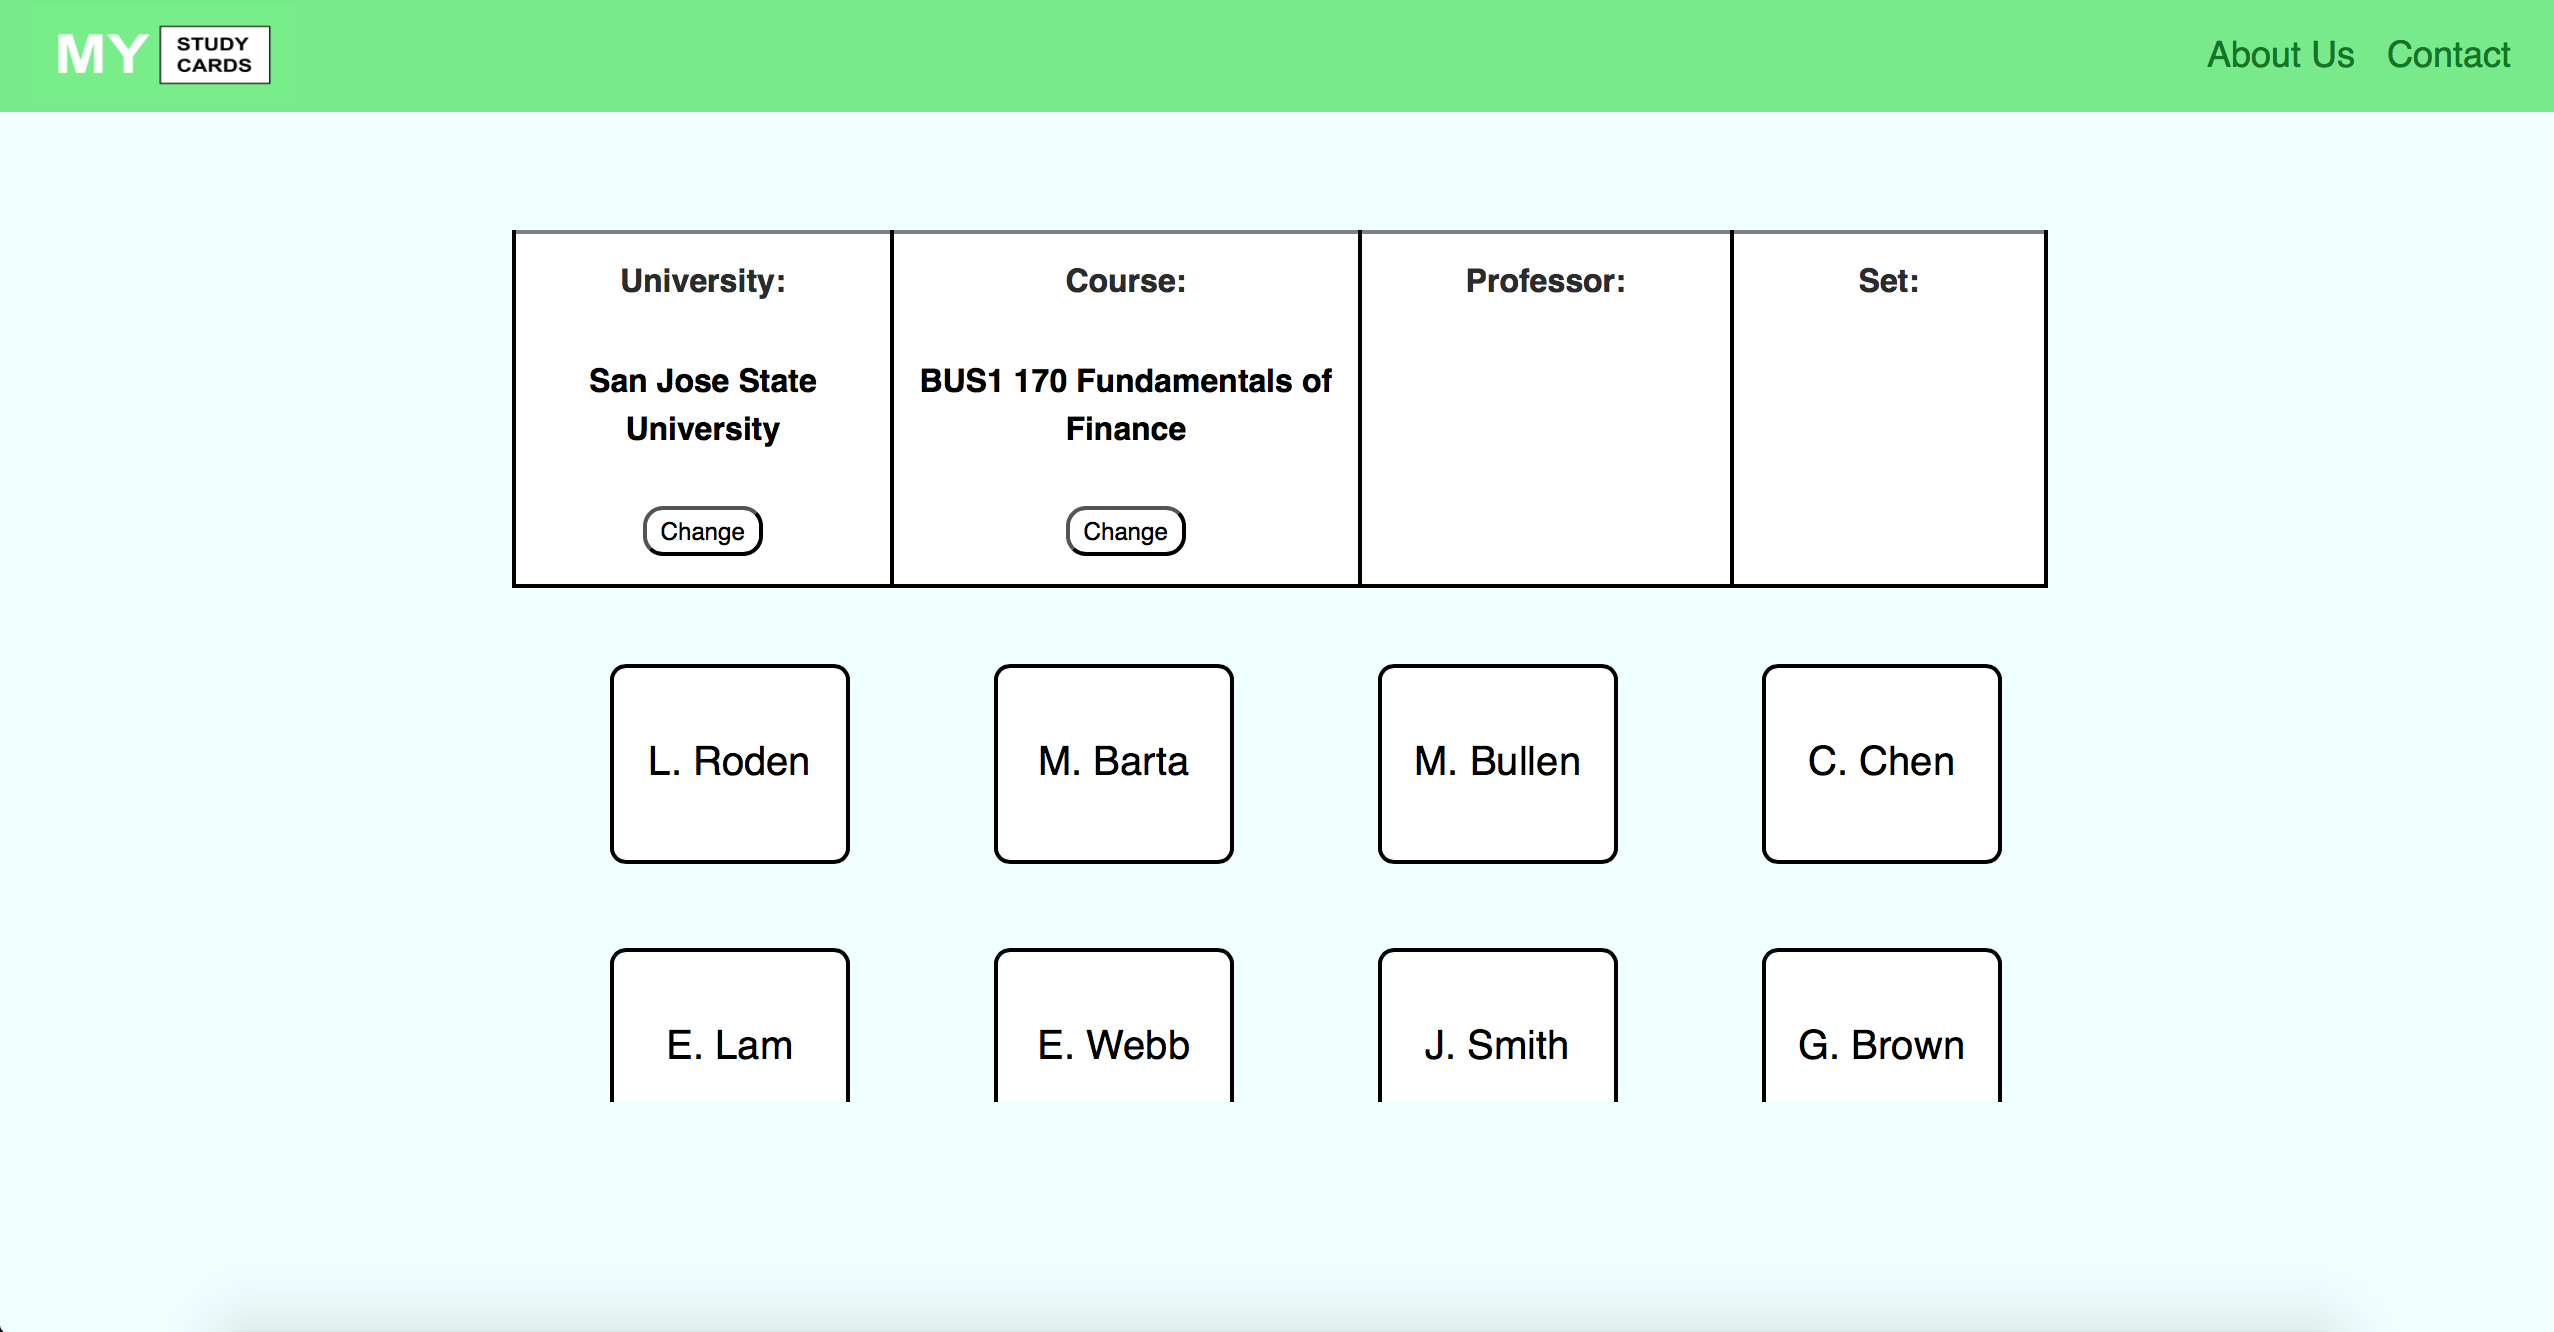 MY STUDY CARDS
About Us Contact
University: Course: Professor: Set:
San Jose State University
BUS1 170 Fundamentals of Finance
Change Change
L. Roden M. Barta M. Bullen C. Chen
E. Lam E. Webb J. Smith G. Brown